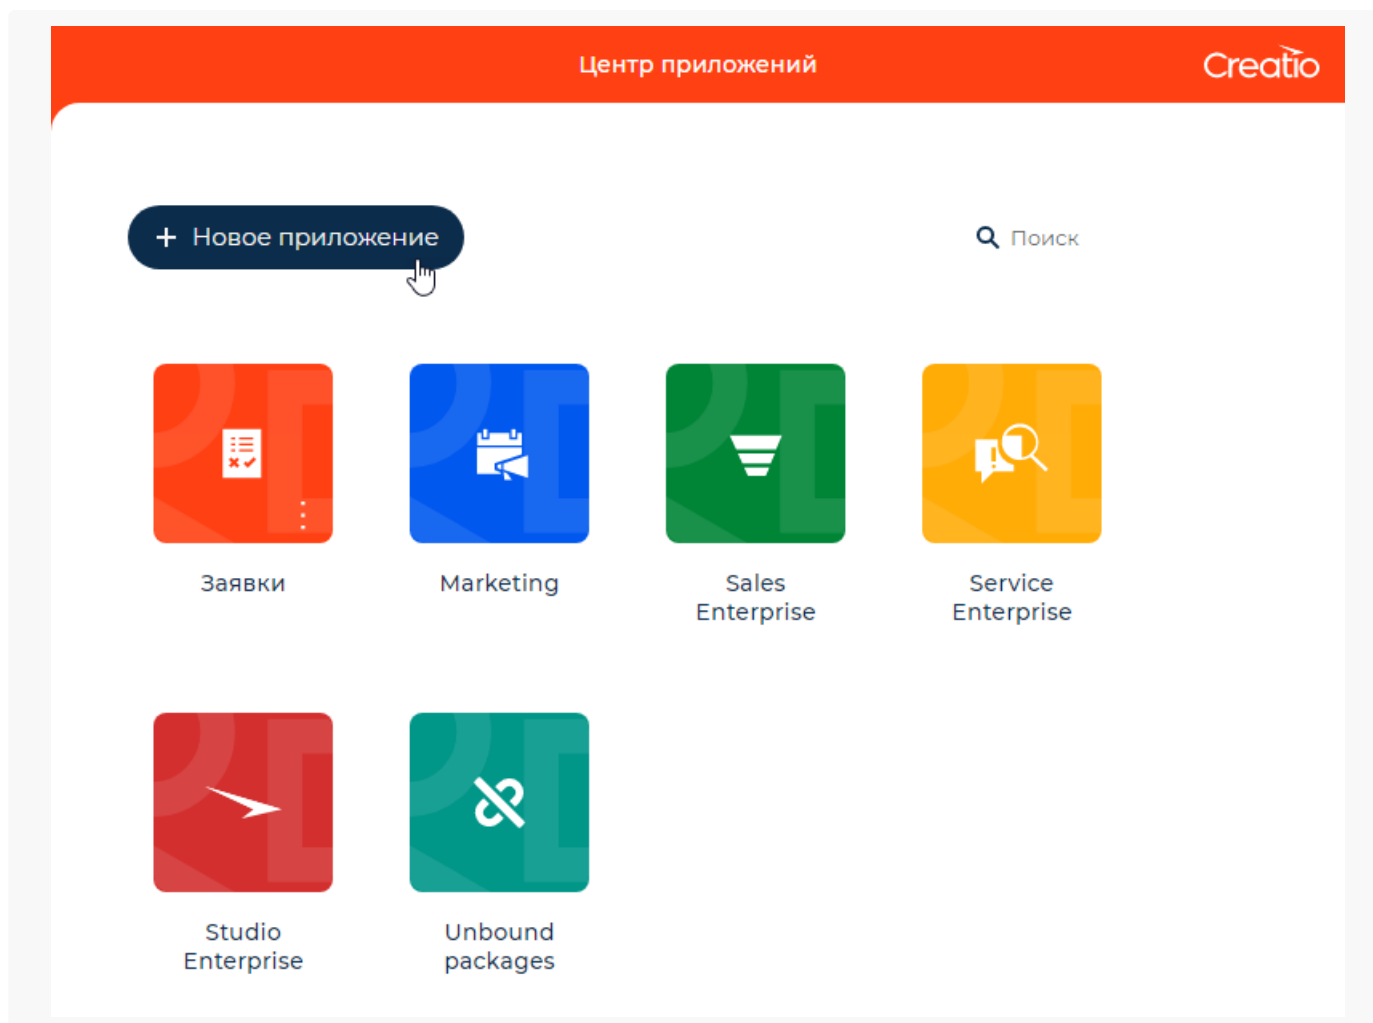 Центр приложений
Creatio
+ Новое приложение
Поиск
Заявки
Marketing
Sales
Enterprise
Service
Enterprise
Studio
Enterprise
Unbound
packages